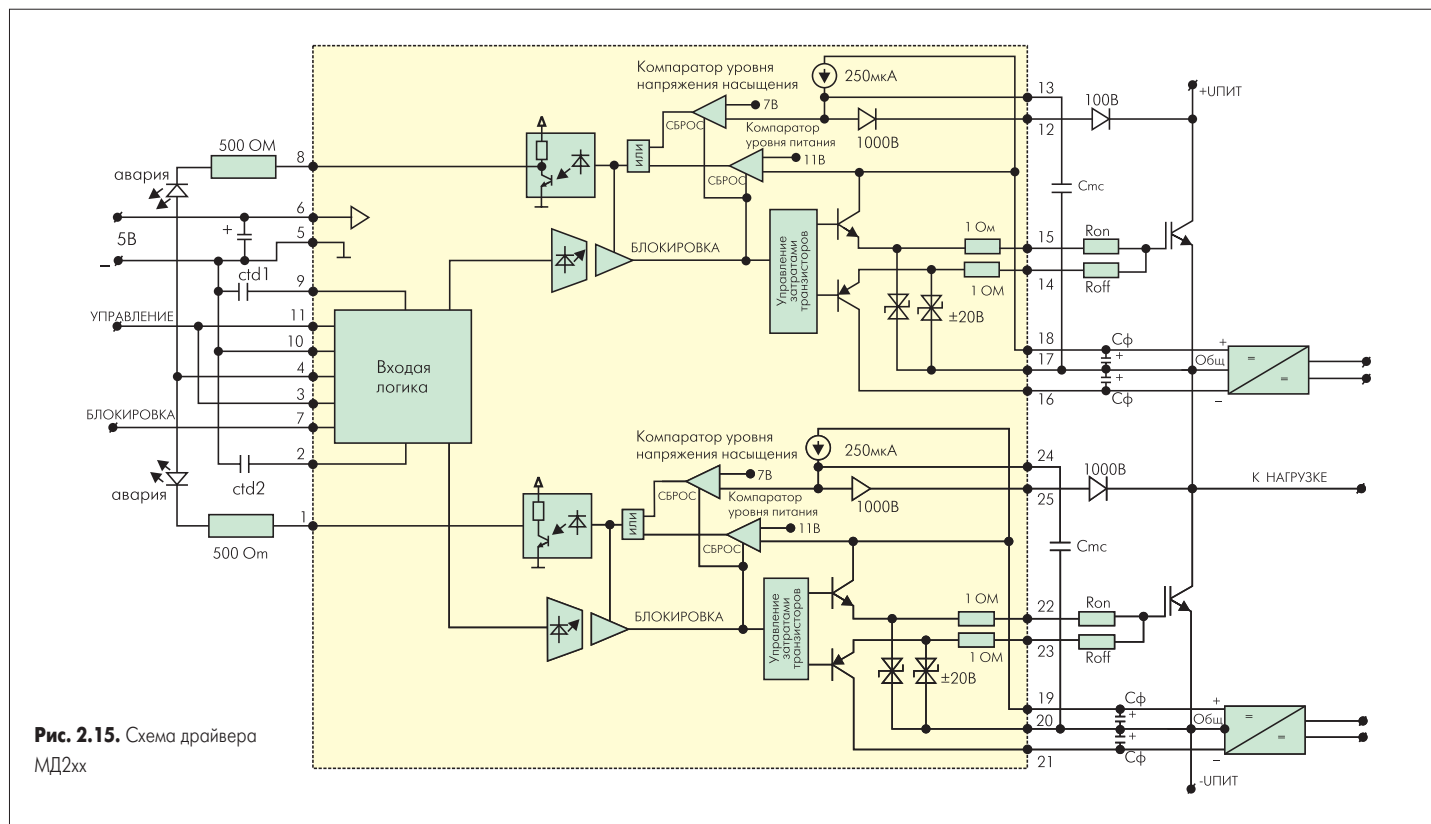 Компаратор уровня
напряжения насыщения
250мкА
7В
СБРОС
Компаратор
уровня питания
11В
СБРОС
1000В
13
12
100В
+UПИТ
Cmc
500 ОМ
8
авария
6
5В
+
5
–
ctd1
9
УПРАВЛЕНИЕ
11
10
4
3
БЛОКИРОВКА
7
2
ctd2
авария
1
500 От
Входая
логика
ИЛИ
БЛОКИРОВКА
Управление
затратами
транзисторов
1 Ом
15
Ron
1 ОМ
14
Roff
±20В
18
Сф
+
17
+
Общ
+
16
Сф
–
=
=
Компаратор уровня
напряжения насыщения
250мкА
7В
СБРОС
Компаратор
уровня питания
11В
СБРОС
1000В
24
25
1000В
К НАГРУЗКЕ
Cmc
ИЛИ
БЛОКИРОВКА
Управление
затратами
транзисторов
1 ОМ
22
Ron
1 ОМ
23
Roff
±20В
19
Сф
+
20
+
Общ
+
21
Сф
–
=
=
-UПИТ
Рис. 2.15. Схема драйвера
МД2хх